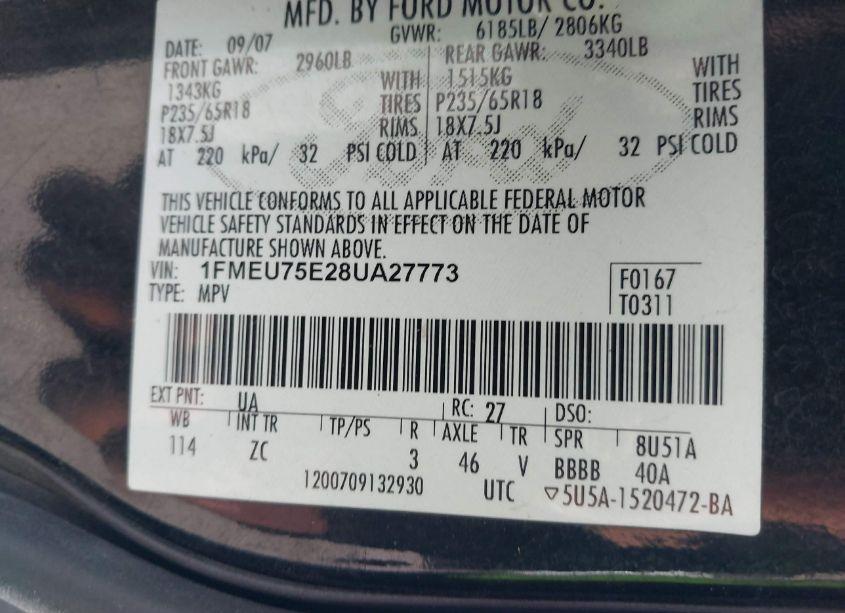 MFD. BY FORD MOTOR CO.
DATE: 09/07 GVWR: 6185LB/ 2806KG
FRONT GAWR: 2960LB REAR GAWR: 3340LB
1343KG WITH 1515KG WITH
P235/65R18 TIRES P235/65R18 TIRES
18X7.5J RIMS 18X7.5J RIMS
AT 220 kPa/ 32 PSI COLD AT 220 kPa/ 32 PSI COLD
THIS VEHICLE CONFORMS TO ALL APPLICABLE FEDERAL MOTOR
VEHICLE SAFETY STANDARDS IN EFFECT ON THE DATE OF
MANUFACTURE SHOWN ABOVE.
VIN: 1FMEU75E28UA27773 F0167
TYPE: MPV T0311
EXT PNT: UA RC: 27 DSO:
WB INT TR TP/PS R AXLE TR SPR 8U51A
114 ZC 3 46 V BBBB 40A
1200709132930 UTC ▽5U5A-1520472-BA